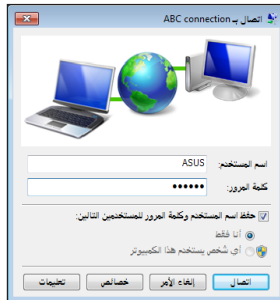 اتصال بـ ABC connection
اسم المستخدم: ASUS
كلمة المرور: ••••••
حفظ اسم المستخدم وكلمة المرور للمستخدمين التالين:
أنا فقط
أي شخص يستخدم هذا الكمبيوتر
اتصال إلغاء الأمر خصائص تعليمات